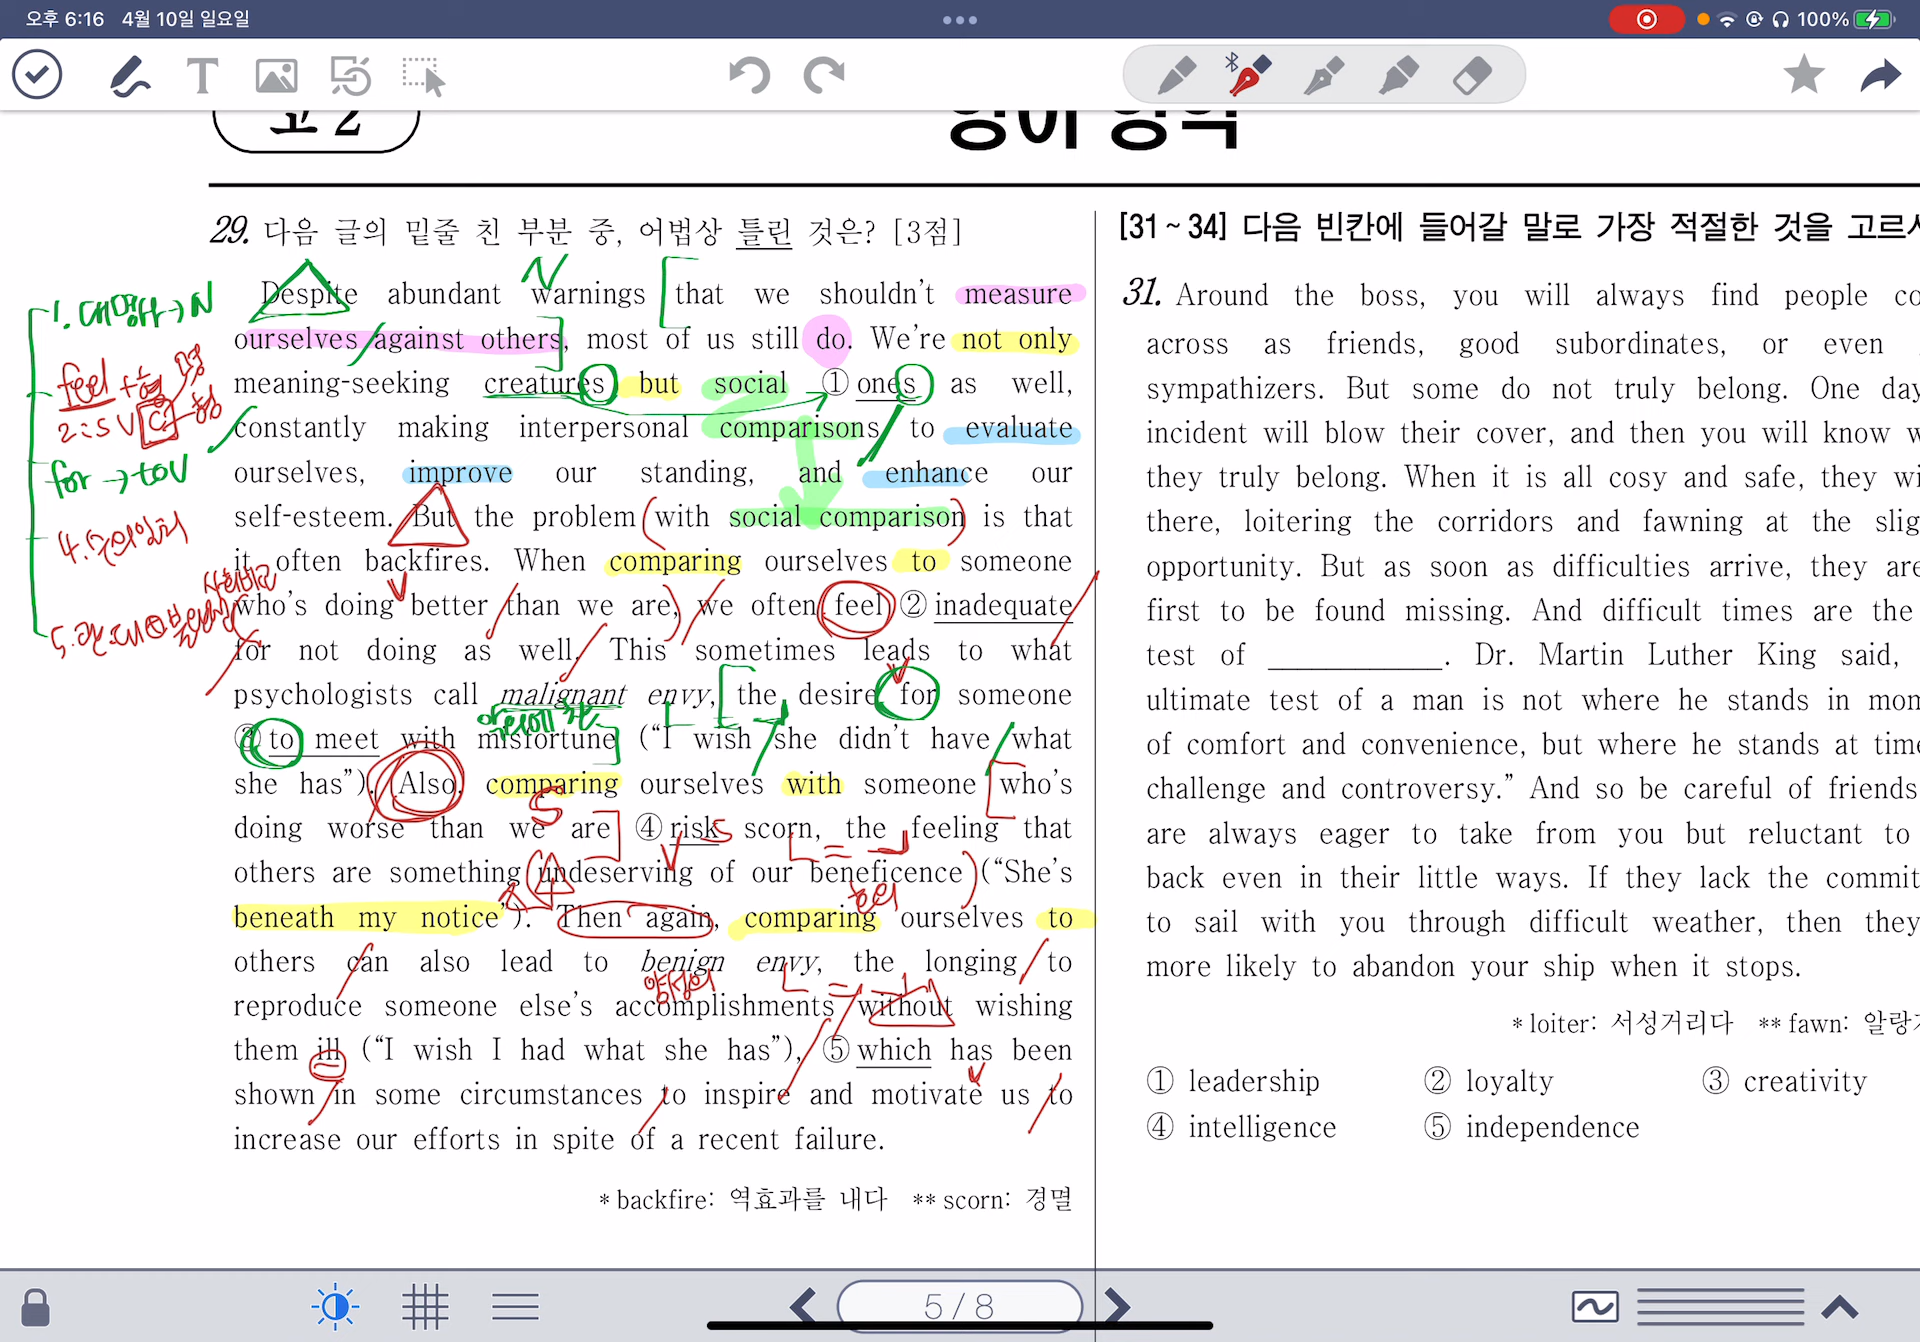 오후 6:16 4월 10일 일요일
100%
고 2
영어 영역
29. 다음 글의 밑줄 친 부분 중, 어법상 틀린 것은? [3점]
Despite abundant warnings that we shouldn't measure
ourselves against others, most of us still do. We're not only
meaning-seeking creatures but social ① ones as well,
constantly making interpersonal comparisons to evaluate
ourselves, improve our standing, and enhance our
self-esteem. But the problem with social comparison is that
it often backfires. When comparing ourselves to someone
who's doing better than we are, we often feel ② inadequate
for not doing as well. This sometimes leads to what
psychologists call malignant envy, the desire for someone
③ to meet with misfortune ("I wish she didn't have what
she has"). Also, comparing ourselves with someone who's
doing worse than we are ④ risk scorn, the feeling that
others are something undeserving of our beneficence ("She's
beneath my notice"). Then again, comparing ourselves to
others can also lead to benign envy, the longing to
reproduce someone else's accomplishments without wishing
them ill ("I wish I had what she has"), ⑤ which has been
shown in some circumstances to inspire and motivate us to
increase our efforts in spite of a recent failure.
* backfire: 역효과를 내다 ** scorn: 경멸
1. 대명사→N
feel +형
2: S V C
for → to V
4. 주의일치
N
S
s
[31 ~ 34] 다음 빈칸에 들어갈 말로 가장 적절한 것을 고르
31. Around the boss, you will always find people co
across as friends, good subordinates, or even
sympathizers. But some do not truly belong. One day
incident will blow their cover, and then you will know w
they truly belong. When it is all cosy and safe, they wi
there, loitering the corridors and fawning at the slig
opportunity. But as soon as difficulties arrive, they are
first to be found missing. And difficult times are the
test of ____________. Dr. Martin Luther King said,
ultimate test of a man is not where he stands in mom
of comfort and convenience, but where he stands at time
challenge and controversy." And so be careful of friends
are always eager to take from you but reluctant to
back even in their little ways. If they lack the commit
to sail with you through difficult weather, then they
more likely to abandon your ship when it stops.
* loiter: 서성거리다 ** fawn: 알랑
① leadership ② loyalty ③ creativity
④ intelligence ⑤ independence
5 / 8